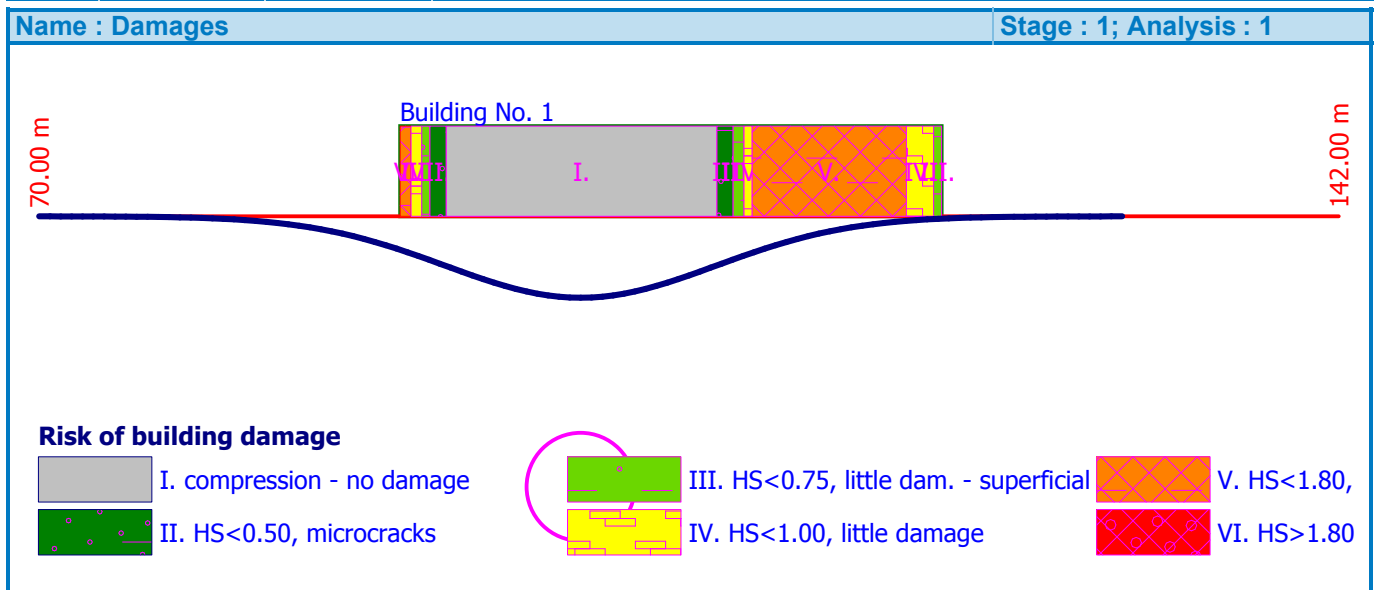 Name : Damages Stage : 1; Analysis : 1
Building No. 1
70.00 m
142.00 m
I. V. IV.
Risk of building damage
I. compression - no damage
II. HS<0.50, microcracks
III. HS<0.75, little dam. - superficial
IV. HS<1.00, little damage
V. HS<1.80,
VI. HS>1.80